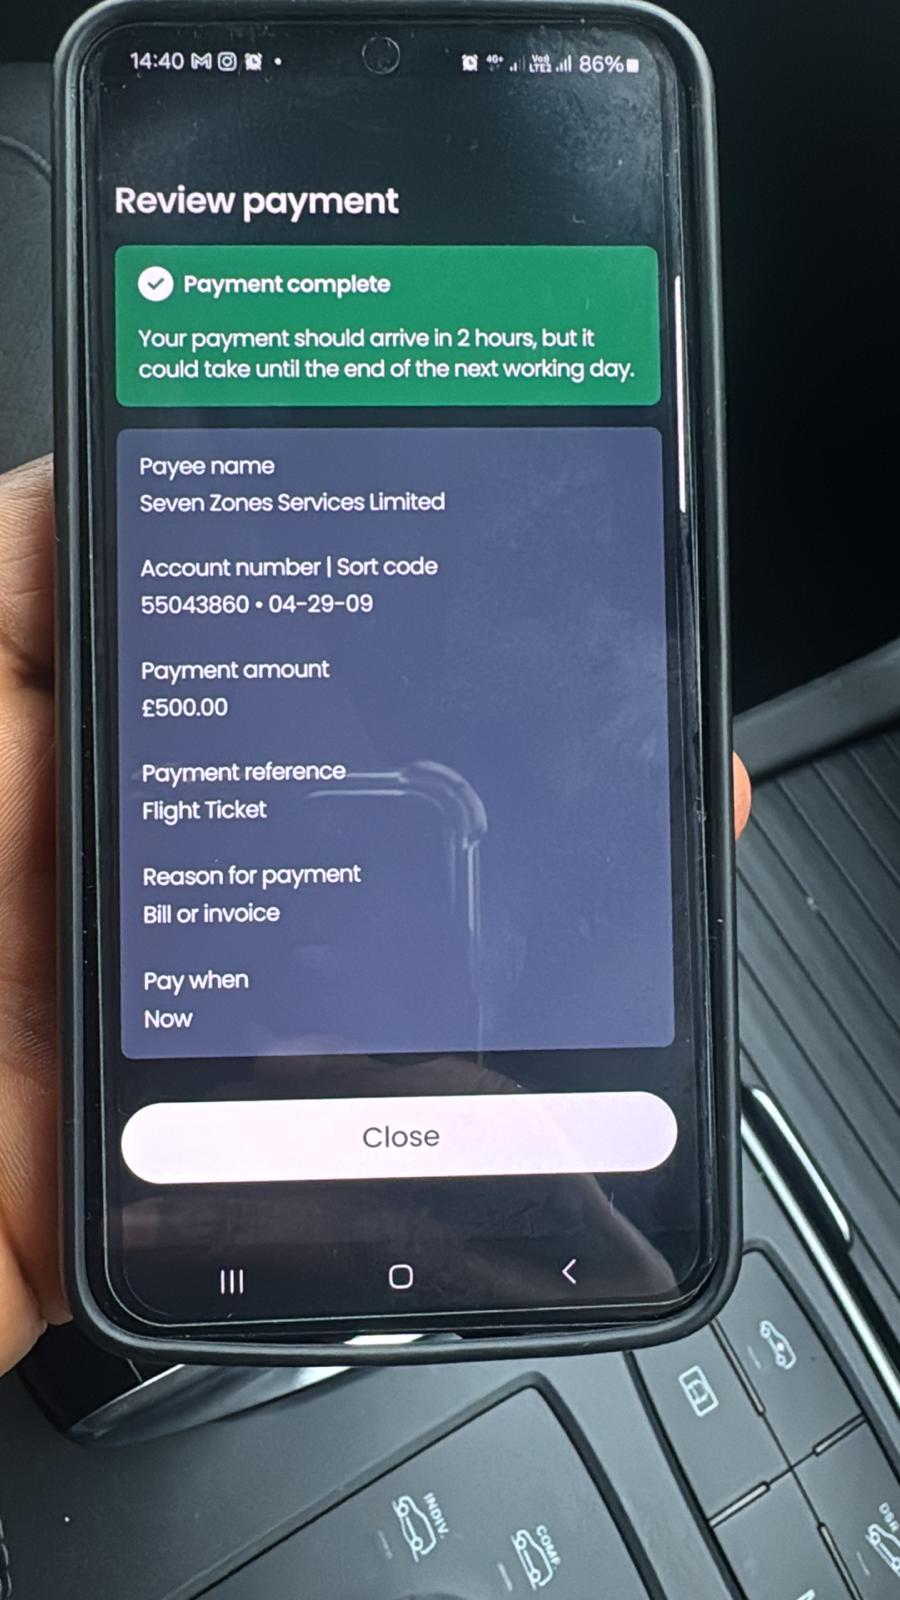 14:40
4G+ Vo) LTE2 86%
Review payment
Payment complete
Your payment should arrive in 2 hours, but it
could take until the end of the next working day.
Payee name
Seven Zones Services Limited
Account number | Sort code
55043860 • 04-29-09
Payment amount
£500.00
Payment reference
Flight Ticket
Reason for payment
Bill or invoice
Pay when
Now
Close
INDIV.
COMF.